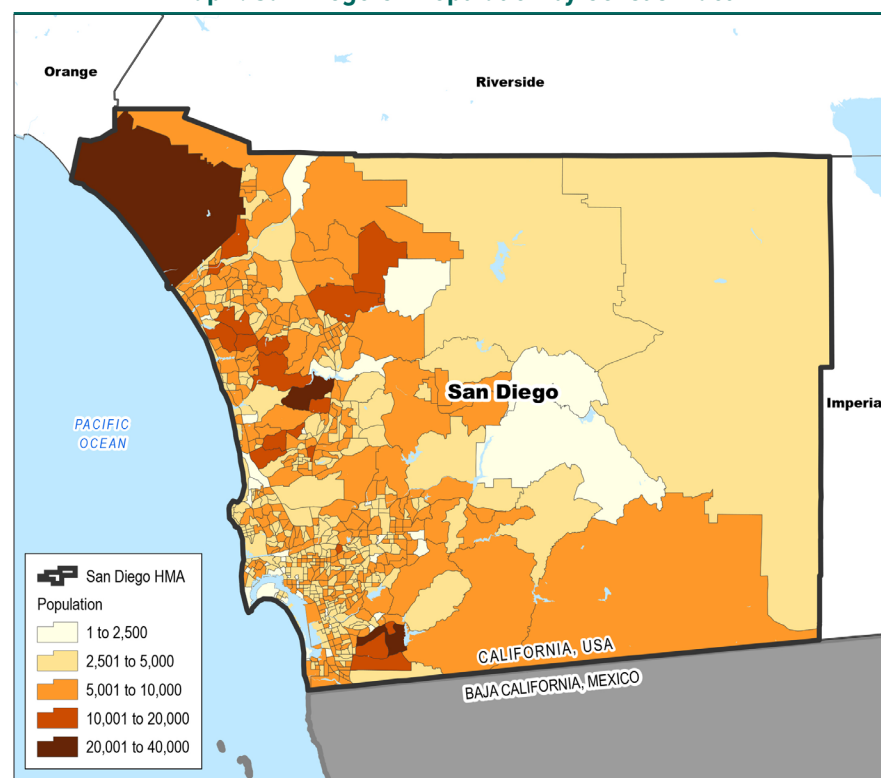 Orange
Riverside
San Diego
Imperia
PACIFIC
OCEAN
San Diego HMA
Population
1 to 2,500
2,501 to 5,000
5,001 to 10,000
10,001 to 20,000
20,001 to 40,000
CALIFORNIA, USA
BAJA CALIFORNIA, MEXICO